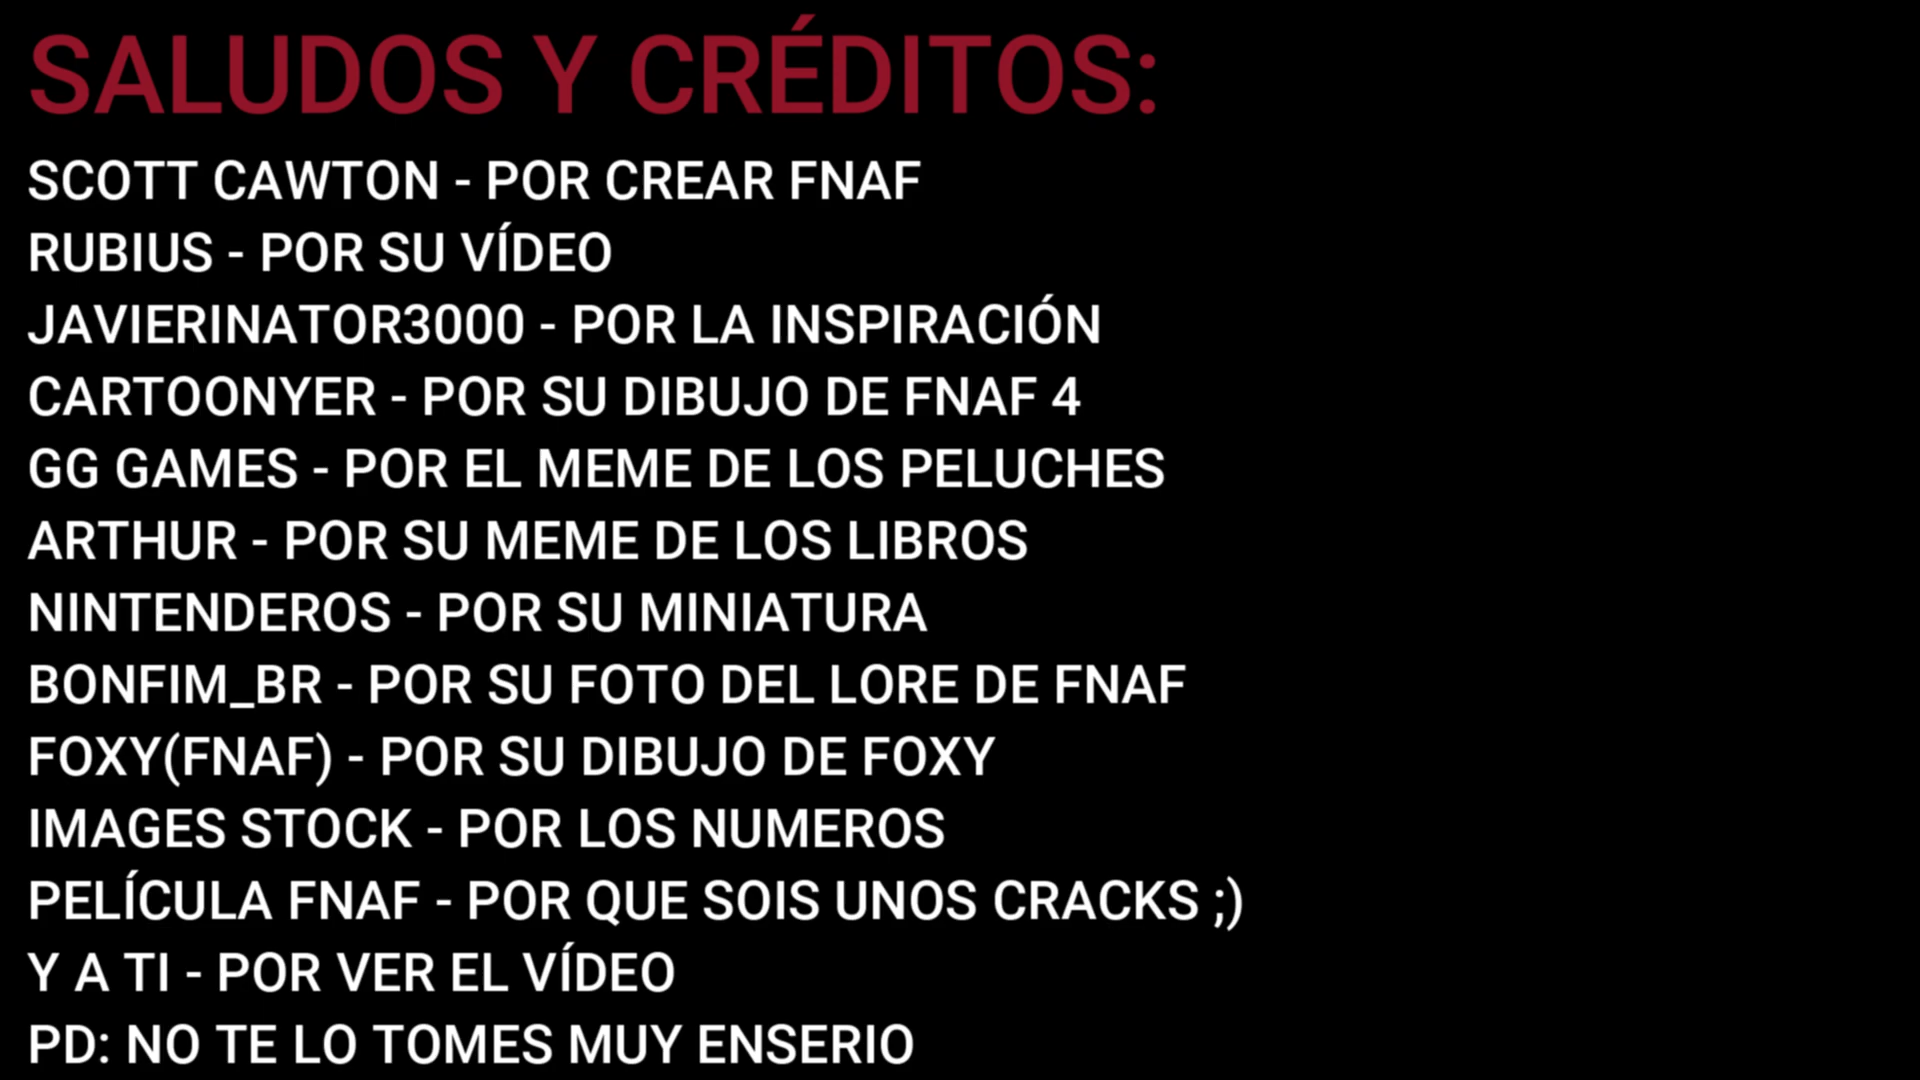 SALUDOS Y CRÉDITOS:
SCOTT CAWTON - POR CREAR FNAF
RUBIUS - POR SU VÍDEO
JAVIERINATOR3000 - POR LA INSPIRACIÓN
CARTOONYER - POR SU DIBUJO DE FNAF 4
GG GAMES - POR EL MEME DE LOS PELUCHES
ARTHUR - POR SU MEME DE LOS LIBROS
NINTENDEROS - POR SU MINIATURA
BONFIM_BR - POR SU FOTO DEL LORE DE FNAF
FOXY(FNAF) - POR SU DIBUJO DE FOXY
IMAGES STOCK - POR LOS NUMEROS
PELÍCULA FNAF - POR QUE SOIS UNOS CRACKS ;)
Y A TI - POR VER EL VÍDEO
PD: NO TE LO TOMES MUY ENSERIO